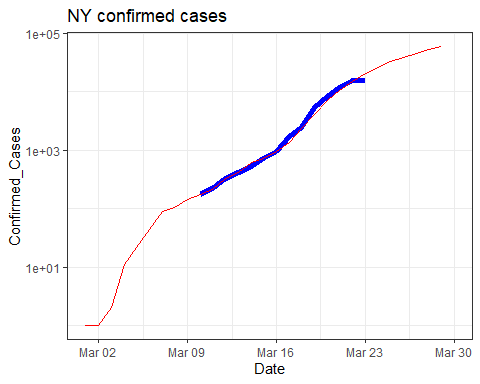 NY confirmed cases
Confirmed_Cases
1e+05
1e+03
1e+01
Mar 02 Mar 09 Mar 16 Mar 23 Mar 30
Date